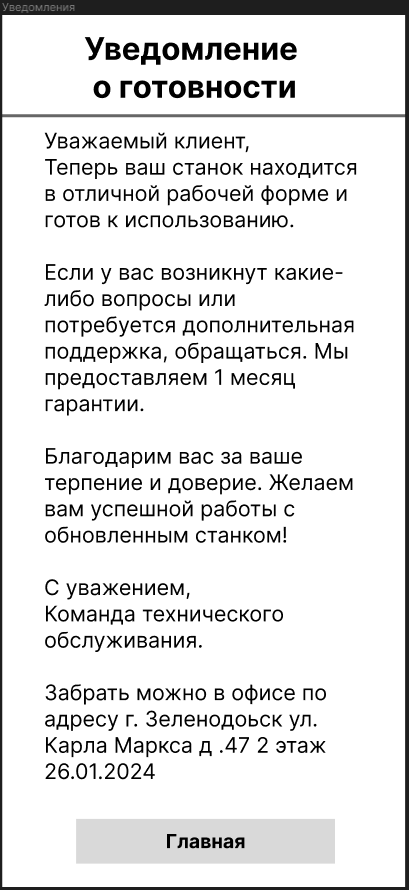 Уведомления
Уведомление
о готовности
Уважаемый клиент,
Теперь ваш станок находится
в отличной рабочей форме и
готов к использованию.
Если у вас возникнут какие-
либо вопросы или
потребуется дополнительная
поддержка, обращаться. Мы
предоставляем 1 месяц
гарантии.
Благодарим вас за ваше
терпение и доверие. Желаем
вам успешной работы с
обновленным станком!
С уважением,
Команда технического
обслуживания.
Забрать можно в офисе по
адресу г. Зеленодоьск ул.
Карла Маркса д .47 2 этаж
26.01.2024
Главная